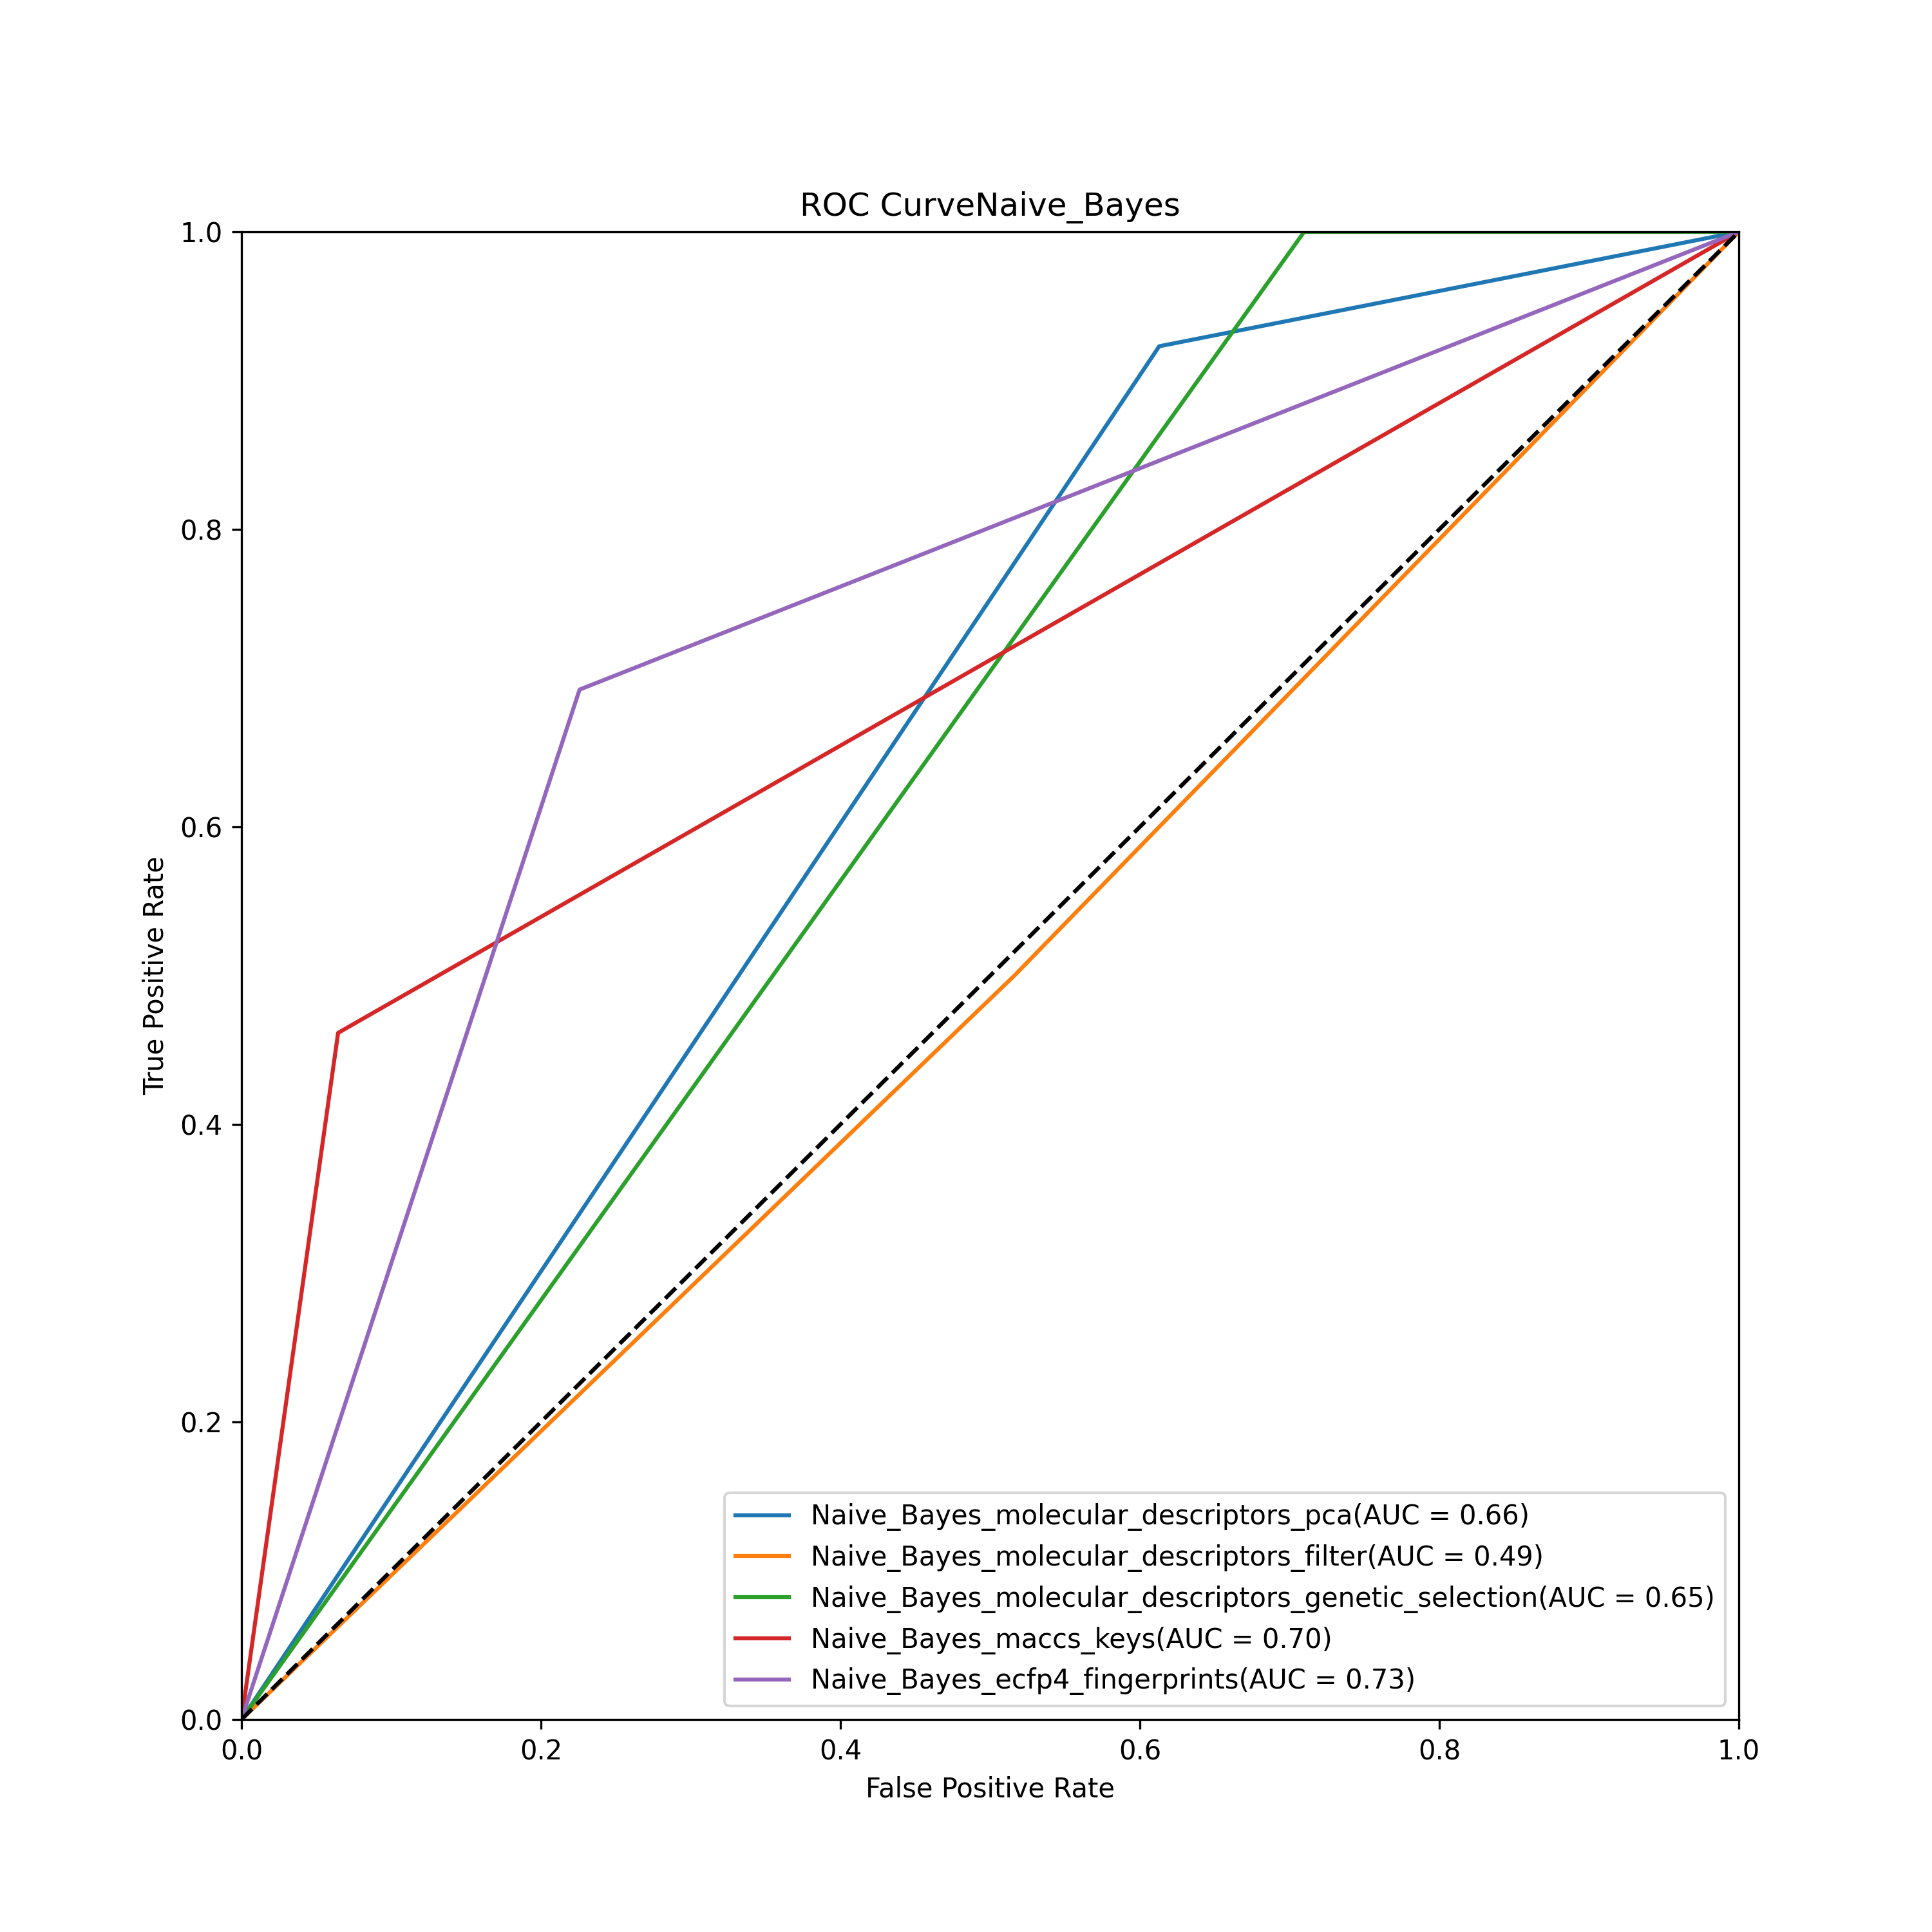 ROC CurveNaive_Bayes
1.0
0.8
0.6
0.4
0.2
0.0
True Positive Rate
Naive_Bayes_molecular_descriptors_pca(AUC = 0.66)
Naive_Bayes_molecular_descriptors_filter(AUC = 0.49)
Naive_Bayes_molecular_descriptors_genetic_selection(AUC = 0.65)
Naive_Bayes_maccs_keys(AUC = 0.70)
Naive_Bayes_ecfp4_fingerprints(AUC = 0.73)
0.0 0.2 0.4 0.6 0.8 1.0
False Positive Rate